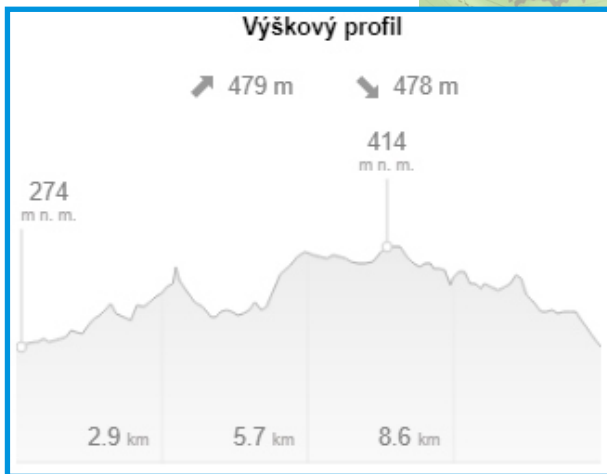 Výškový profil
479 m 478 m
414
m n. m.
274
m n. m.
2.9 km 5.7 km 8.6 km